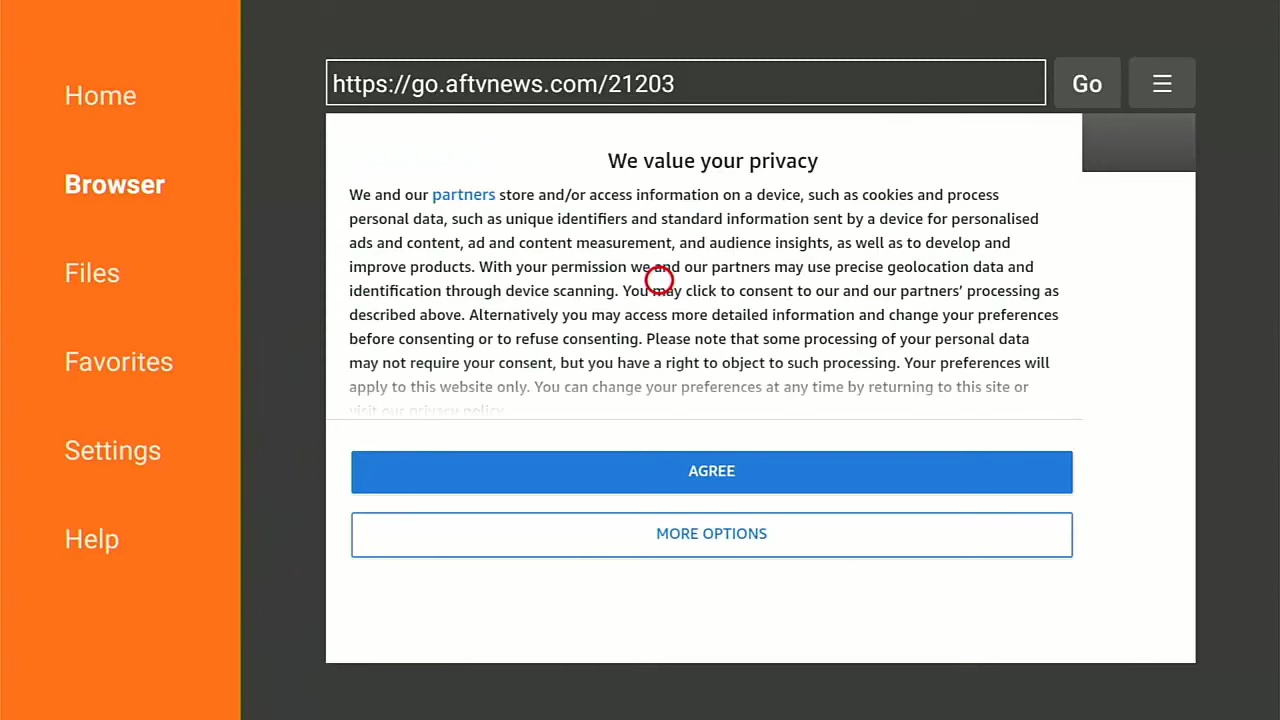 Home
Browser
Files
Favorites
Settings
Help
https://go.aftvnews.com/21203
Go
We value your privacy
We and our partners store and/or access information on a device, such as cookies and process
personal data, such as unique identifiers and standard information sent by a device for personalised
ads and content, ad and content measurement, and audience insights, as well as to develop and
improve products. With your permission we and our partners may use precise geolocation data and
identification through device scanning. You may click to consent to our and our partners’ processing as
described above. Alternatively you may access more detailed information and change your preferences
before consenting or to refuse consenting. Please note that some processing of your personal data
may not require your consent, but you have a right to object to such processing. Your preferences will
apply to this website only. You can change your preferences at any time by returning to this site or
visit our privacy policy.
AGREE
MORE OPTIONS